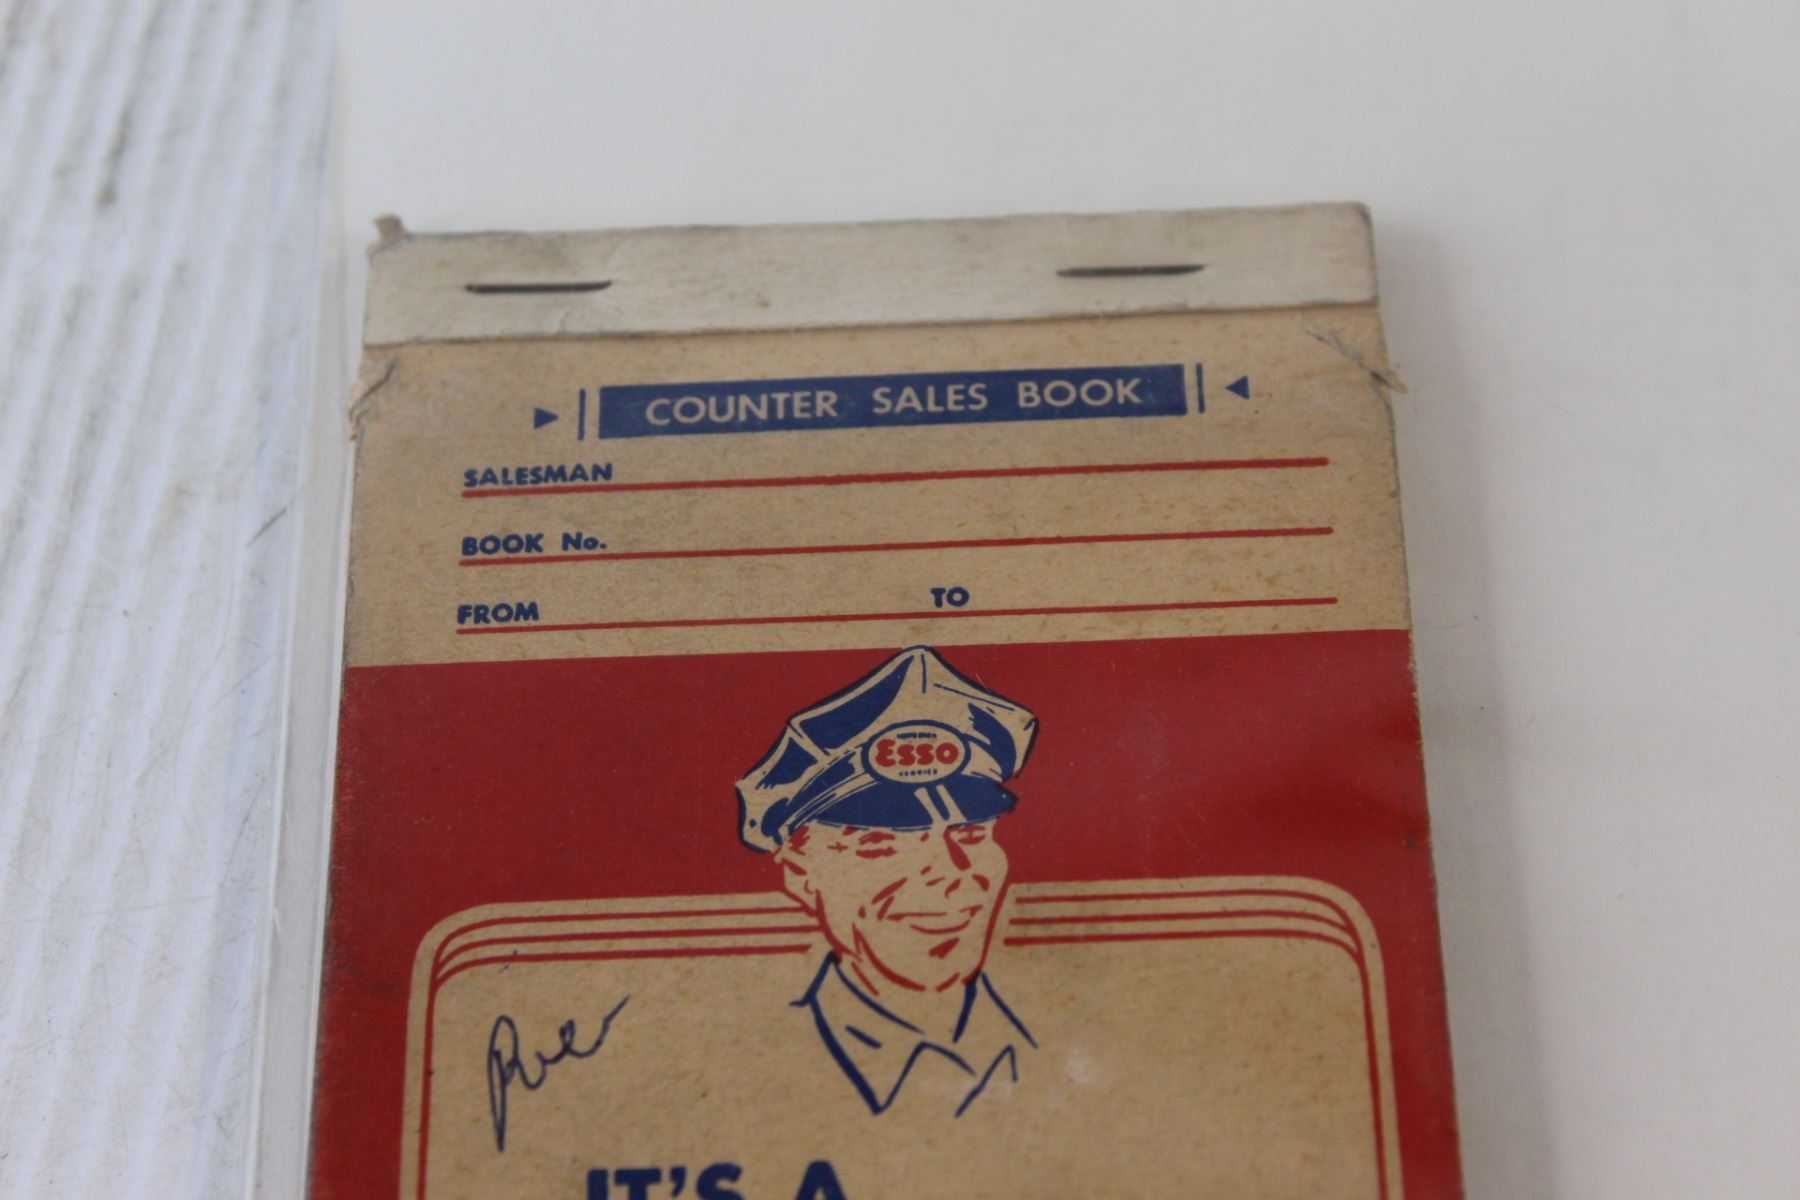 COUNTER SALES BOOK
SALESMAN
BOOK No.
FROM TO
Esso
IT'S A